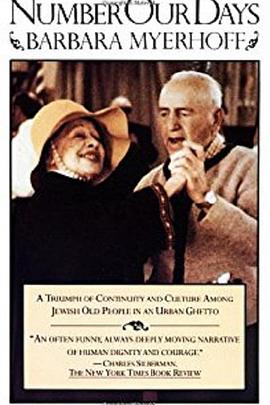 NUMBER OUR DAYS
BARBARA MYERHOFF
A TRIUMPH OF CONTINUITY AND CULTURE AMONG
JEWISH OLD PEOPLE IN AN URBAN GHETTO
"AN OFTEN FUNNY, ALWAYS DEEPLY MOVING NARRATIVE
OF HUMAN DIGNITY AND COURAGE."
— CHARLES SILBERMAN,
THE NEW YORK TIMES BOOK REVIEW